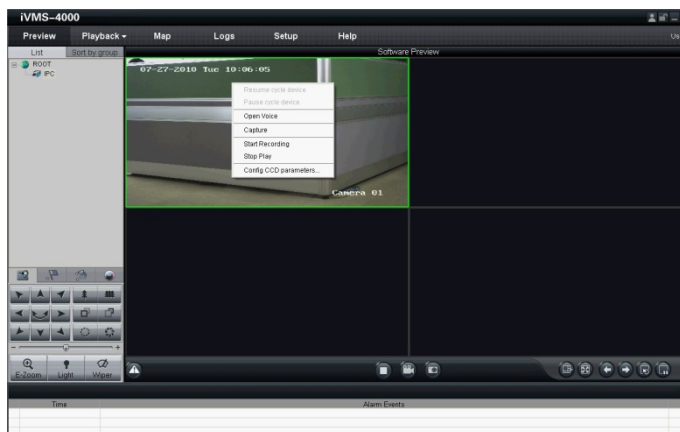 iVMS-4000
Preview Playback Map Logs Setup Help
Us
List Sort by group Software Preview
ROOT
IPC
07-27-2010 Tue 10:06:05
Resume cycle device
Pause cycle device
Open Voice
Capture
Start Recording
Stop Play
Config CCD parameters...
Camera 01
E-Zoom Light Wiper
Time Alarm Events